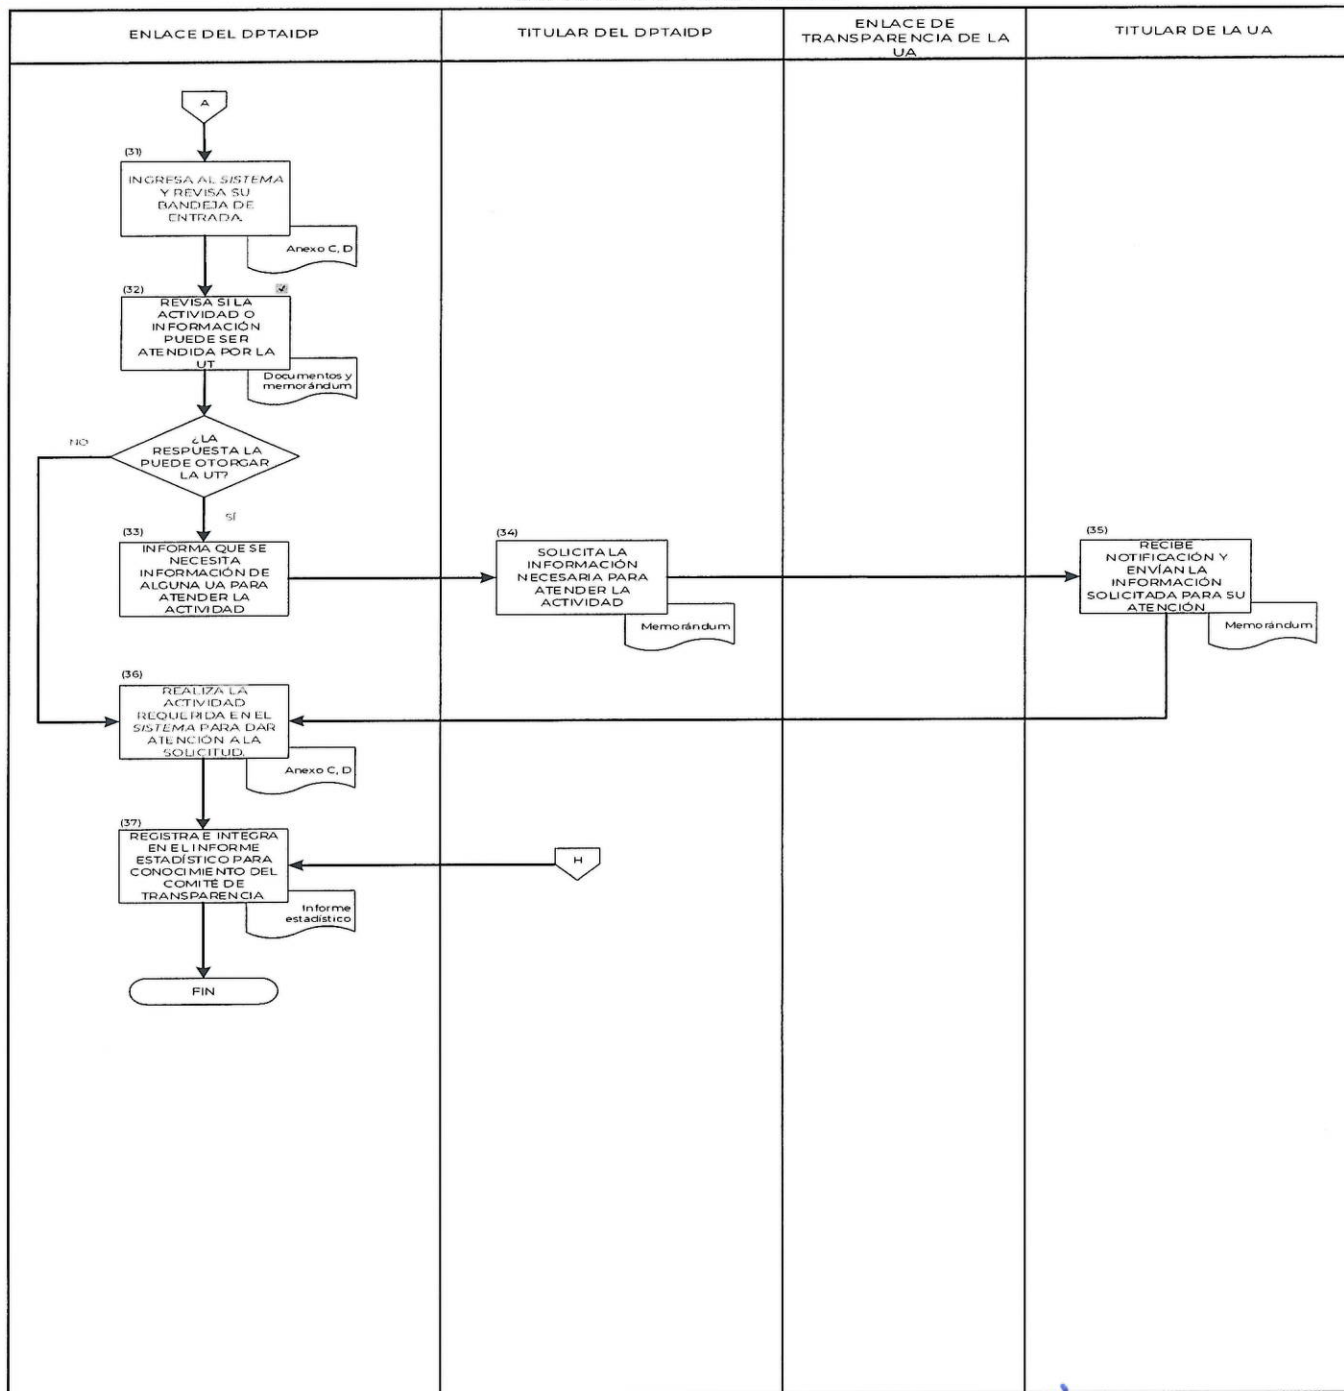 ENLACE DEL DPTAIDP
TITULAR DEL DPTAIDP
ENLACE DE
TRANSPARENCIA DE LA
UA
TITULAR DE LA UA
A
(31)
INGRESA AL SISTEMA
Y REVISA SU
BANDEJA DE
ENTRADA.
Anexo C, D
(32)
REVISA SI LA
ACTIVIDAD O
INFORMACIÓN
PUEDE SER
ATENDIDA POR LA
UT
Documentos y
memorándum
¿LA
RESPUESTA LA
PUEDE OTORGAR
LA UT?
NO
SÍ
(33)
INFORMA QUE SE
NECESITA
INFORMACIÓN DE
ALGUNA UA PARA
ATENDER LA
ACTIVIDAD
(34)
SOLICITA LA
INFORMACIÓN
NECESARIA PARA
ATENDER LA
ACTIVIDAD
Memorándum
(35)
RECIBE
NOTIFICACIÓN Y
ENVÍAN LA
INFORMACIÓN
SOLICITADA PARA SU
ATENCIÓN
Memorándum
(36)
REALIZA LA
ACTIVIDAD
REQUERIDA EN EL
SISTEMA PARA DAR
ATENCIÓN A LA
SOLICITUD.
Anexo C, D
(37)
REGISTRA E INTEGRA
EN EL INFORME
ESTADÍSTICO PARA
CONOCIMIENTO DEL
COMITÉ DE
TRANSPARENCIA
Informe
estadístico
H
FIN